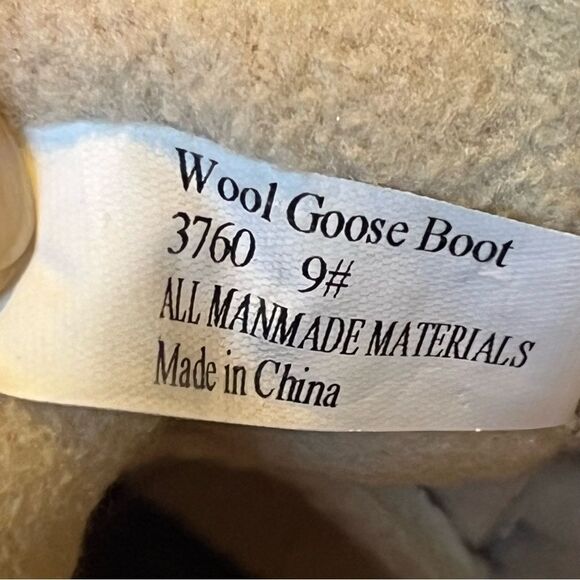 Wool Goose Boot
3760 9#
ALL MANMADE MATERIALS
Made in China